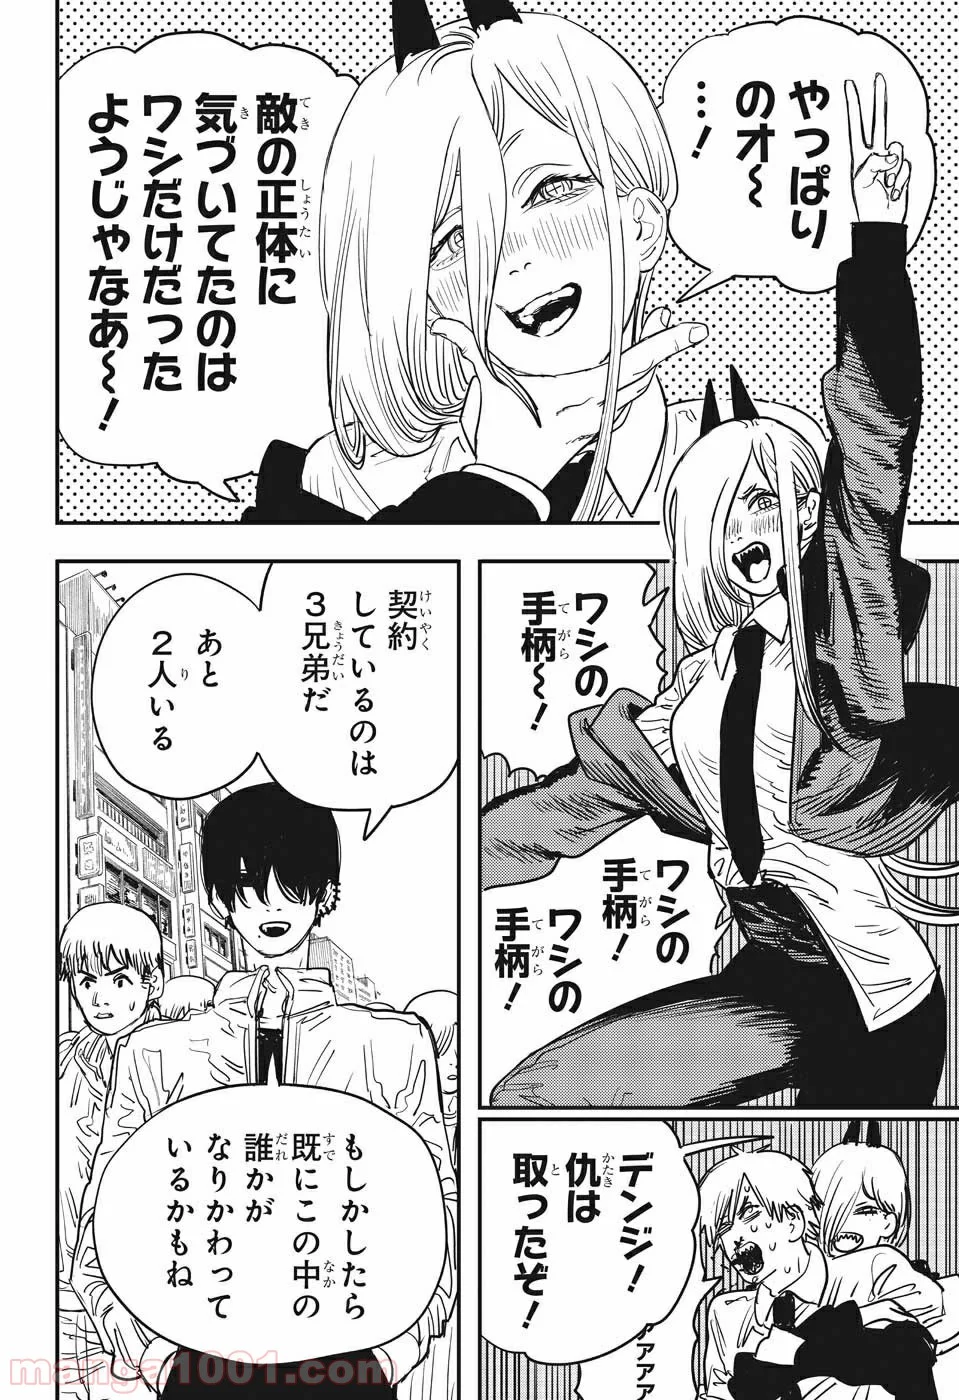 やっぱり
のオ〜
…！
敵の正体に
気づいてたのは
ワシだけだった
ようじゃなあ〜！
ワシの
手柄〜！
ワシの
手柄！
ワシの
手柄！
契約
しているのは
3兄弟だ
あと
2人いる
デンジ！
仇は
取ったぞ！
アアアア
もしかしたら
既にこの中の
誰かが
なりかわって
いるかもね
manga1001.com